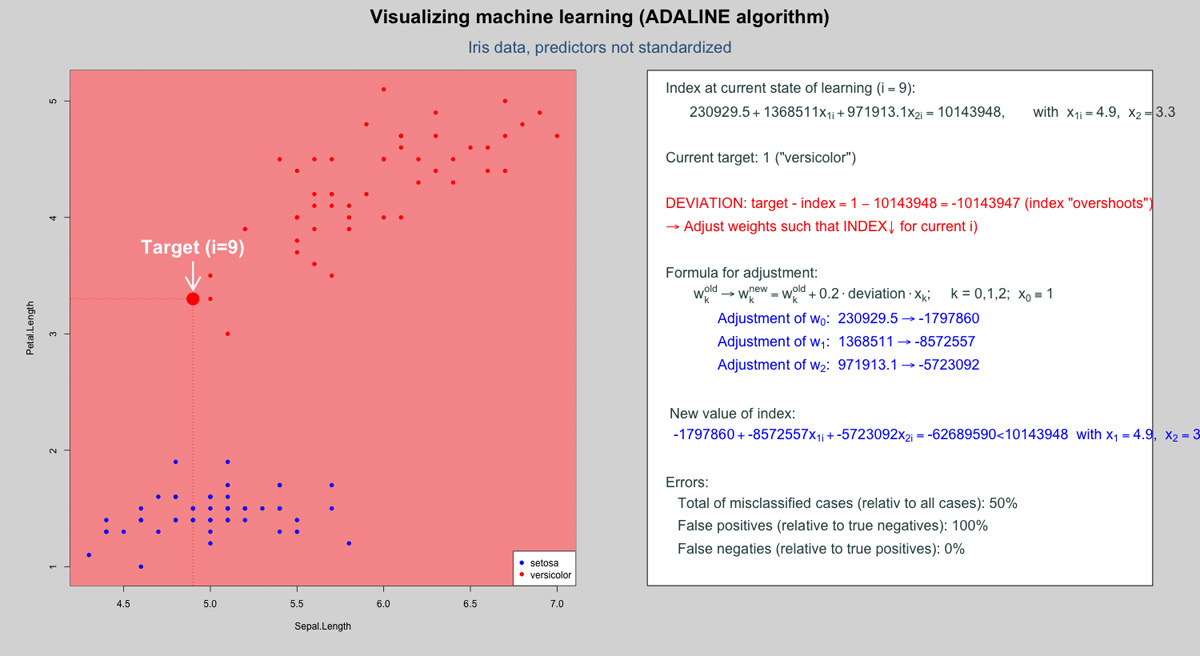 Visualizing machine learning (ADALINE algorithm)
Iris data, predictors not standardized
5
4
3
2
1
Petal.Length
Target (i=9)
setosa
versicolor
4.5 5.0 5.5 6.0 6.5 7.0
Sepal.Length
Index at current state of learning (i = 9):
230929.5 + 1368511x1i + 971913.1x2i = 10143948, with x1i = 4.9, x2 = 3.3
Current target: 1 ("versicolor")
DEVIATION: target - index = 1 − 10143948 = -10143947 (index "overshoots")
→ Adjust weights such that INDEX↓ for current i)
Formula for adjustment:
wk^old → wk^new = wk^old + 0.2 · deviation · xk; k = 0,1,2; x0 ≡ 1
Adjustment of w0: 230929.5 → -1797860
Adjustment of w1: 1368511 → -8572557
Adjustment of w2: 971913.1 → -5723092
New value of index:
-1797860 + -8572557x1i + -5723092x2i = -62689590<10143948 with x1 = 4.9, x2 = 3
Errors:
Total of misclassified cases (relativ to all cases): 50%
False positives (relative to true negatives): 100%
False negaties (relative to true positives): 0%